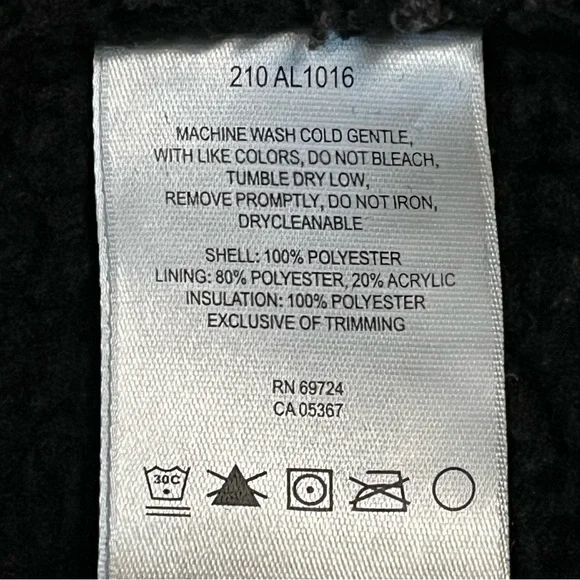 210 AL1016
MACHINE WASH COLD GENTLE,
WITH LIKE COLORS, DO NOT BLEACH,
TUMBLE DRY LOW,
REMOVE PROMPTLY, DO NOT IRON,
DRYCLEANABLE
SHELL: 100% POLYESTER
LINING: 80% POLYESTER, 20% ACRYLIC
INSULATION: 100% POLYESTER
EXCLUSIVE OF TRIMMING
RN 69724
CA 05367
30C